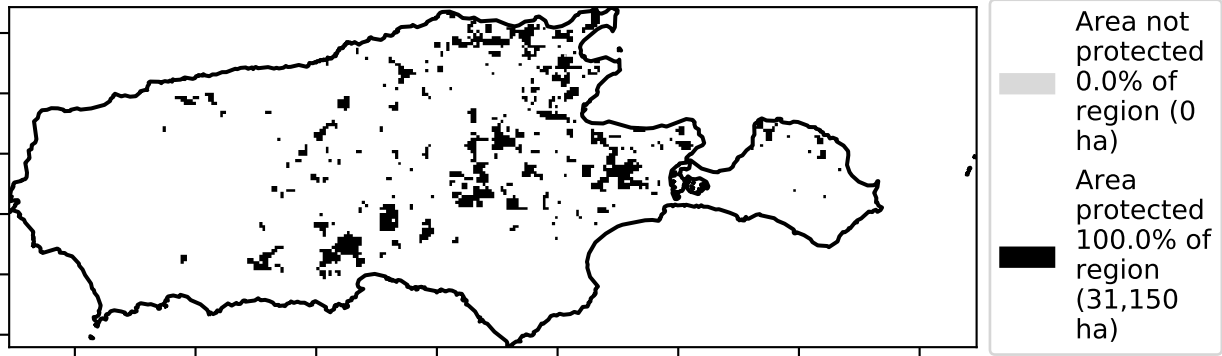 Area not
protected
0.0% of
region (0
ha)
Area
protected
100.0% of
region
(31,150
ha)